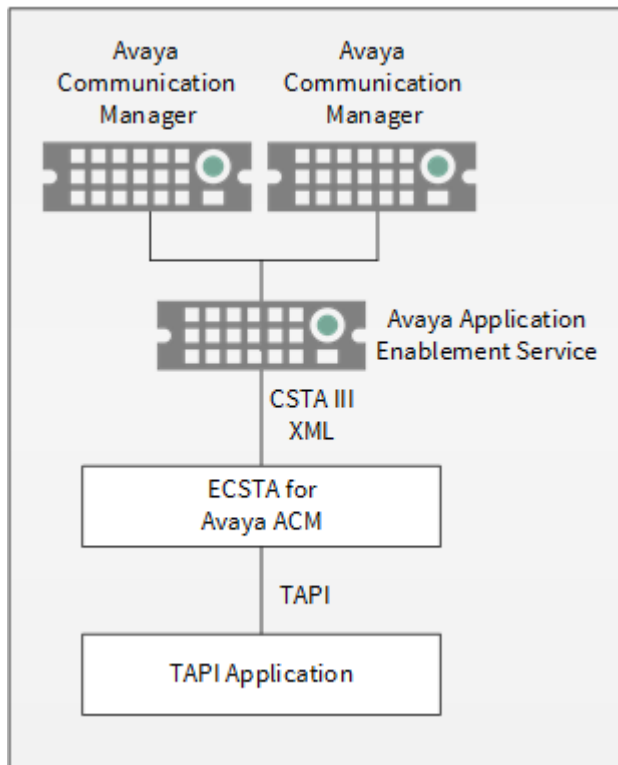 Avaya
Communication
Manager
Avaya
Communication
Manager
Avaya Application
Enablement Service
CSTA III
XML
ECSTA for
Avaya ACM
TAPI
TAPI Application